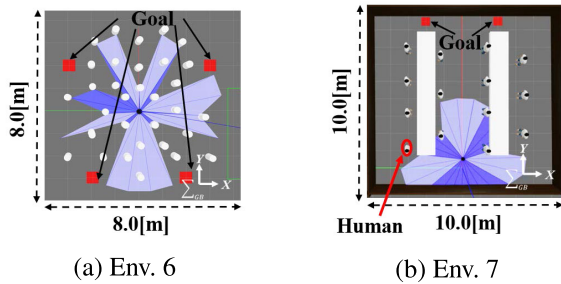 Goal
8.0[m]
Y
X
Σ_GB
8.0[m]
(a) Env. 6
Goal
10.0[m]
Y
X
Σ_GB
Human
10.0[m]
(b) Env. 7